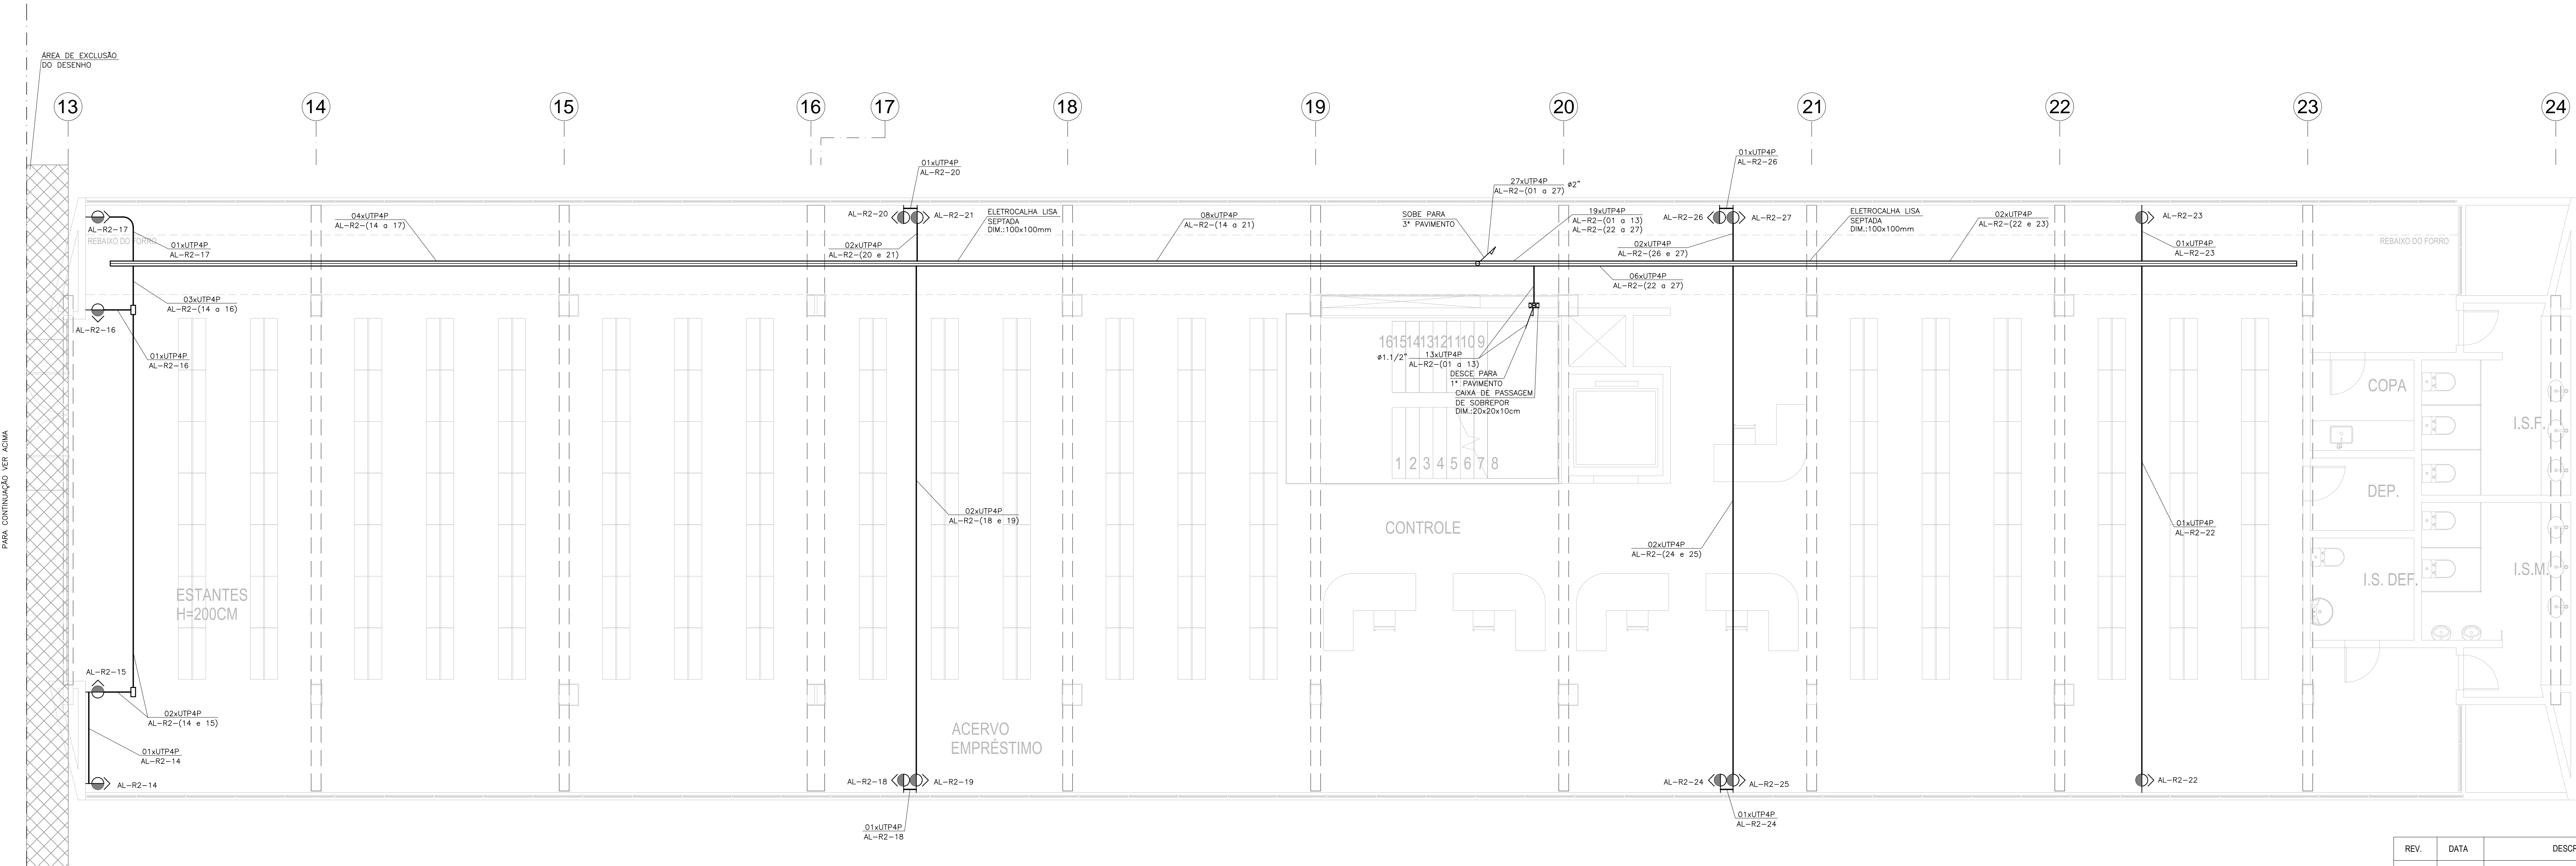 ÁREA DE EXCLUSÃO
DO DESENHO
13
14
15
16
17
18
19
20
21
22
23
24
01xUTP4P
AL-R2-20
01xUTP4P
AL-R2-26
27xUTP4P ø2"
AL-R2-(01 a 27)
AL-R2-17
REBAIXO DO FORRO
01xUTP4P
AL-R2-17
04xUTP4P
AL-R2-(14 a 17)
AL-R2-20
AL-R2-21
02xUTP4P
AL-R2-(20 e 21)
ELETROCALHA LISA
SEPTADA
DIM.:100x100mm
08xUTP4P
AL-R2-(14 a 21)
SOBE PARA
3° PAVIMENTO
19xUTP4P
AL-R2-(01 a 13)
AL-R2-(22 a 27)
AL-R2-26
AL-R2-27
02xUTP4P
AL-R2-(26 e 27)
ELETROCALHA LISA
SEPTADA
DIM.:100x100mm
02xUTP4P
AL-R2-(22 e 23)
AL-R2-23
01xUTP4P
AL-R2-23
REBAIXO DO FORRO
06xUTP4P
AL-R2-(22 a 27)
03xUTP4P
AL-R2-(14 a 16)
AL-R2-16
01xUTP4P
AL-R2-16
16 15 14 13 12 11 10 9
ø1.1/2" 13xUTP4P
AL-R2-(01 a 13)
DESCE PARA
1° PAVIMENTO
CAIXA DE PASSAGEM
DE SOBREPOR
DIM.:20x20x10cm
1 2 3 4 5 6 7 8
COPA
I.S.F.
DEP.
I.S. DEF.
I.S.M.
PARA CONTINUAÇÃO VER ACIMA
02xUTP4P
AL-R2-(18 e 19)
CONTROLE
02xUTP4P
AL-R2-(24 e 25)
01xUTP4P
AL-R2-22
ESTANTES
H=200CM
AL-R2-15
02xUTP4P
AL-R2-(14 e 15)
ACERVO
EMPRÉSTIMO
01xUTP4P
AL-R2-14
AL-R2-14
AL-R2-18
AL-R2-19
AL-R2-24
AL-R2-25
AL-R2-22
01xUTP4P
AL-R2-18
01xUTP4P
AL-R2-24
REV. DATA